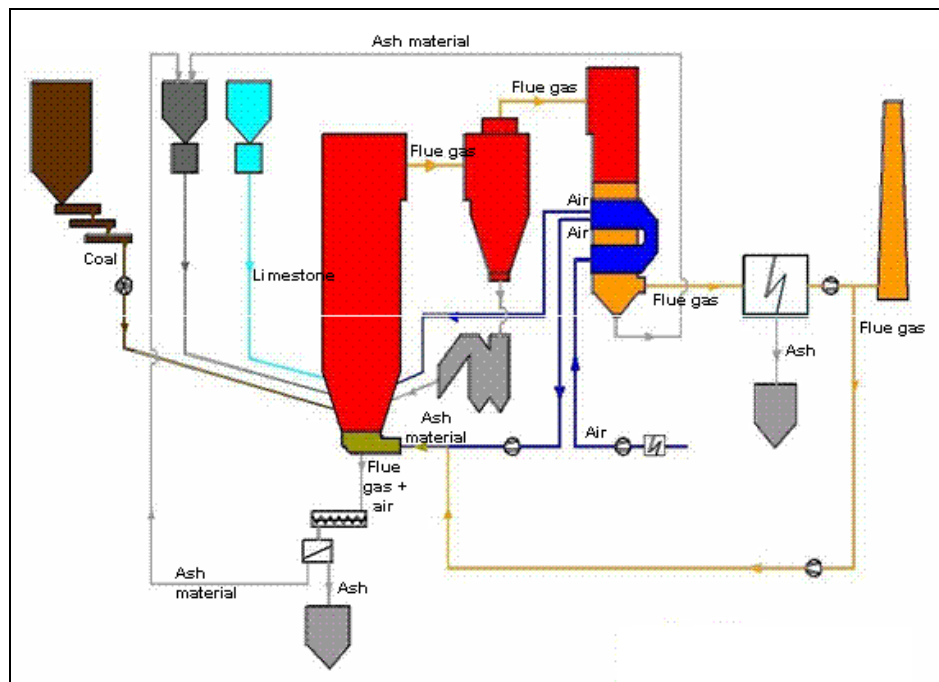 Ash material
Flue gas
Flue gas
Air
Air
Coal
Limestone
Flue gas
Flue gas
Ash
Ash
material
Air
Flue
gas +
air
Ash
material
Ash